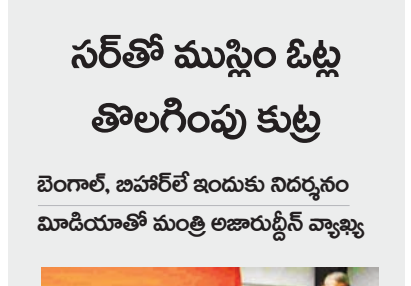 సర్‌తో ముస్లిం ఓట్ల
తొలగింపు కుట్ర
బెంగాల్, బిహార్‌లే ఇందుకు నిదర్శనం
మీడియాతో మంత్రి అజారుద్దీన్ వ్యాఖ్య